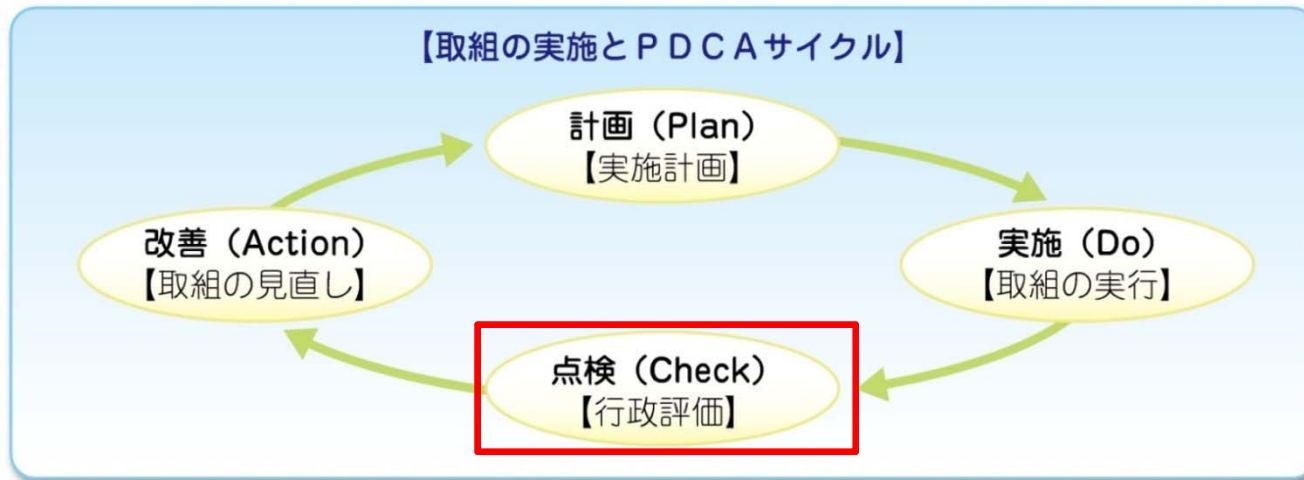 【取組の実施とＰＤＣＡサイクル】
計画（Plan）
【実施計画】
改善（Action）
【取組の見直し】
実施（Do）
【取組の実行】
点検（Check）
【行政評価】